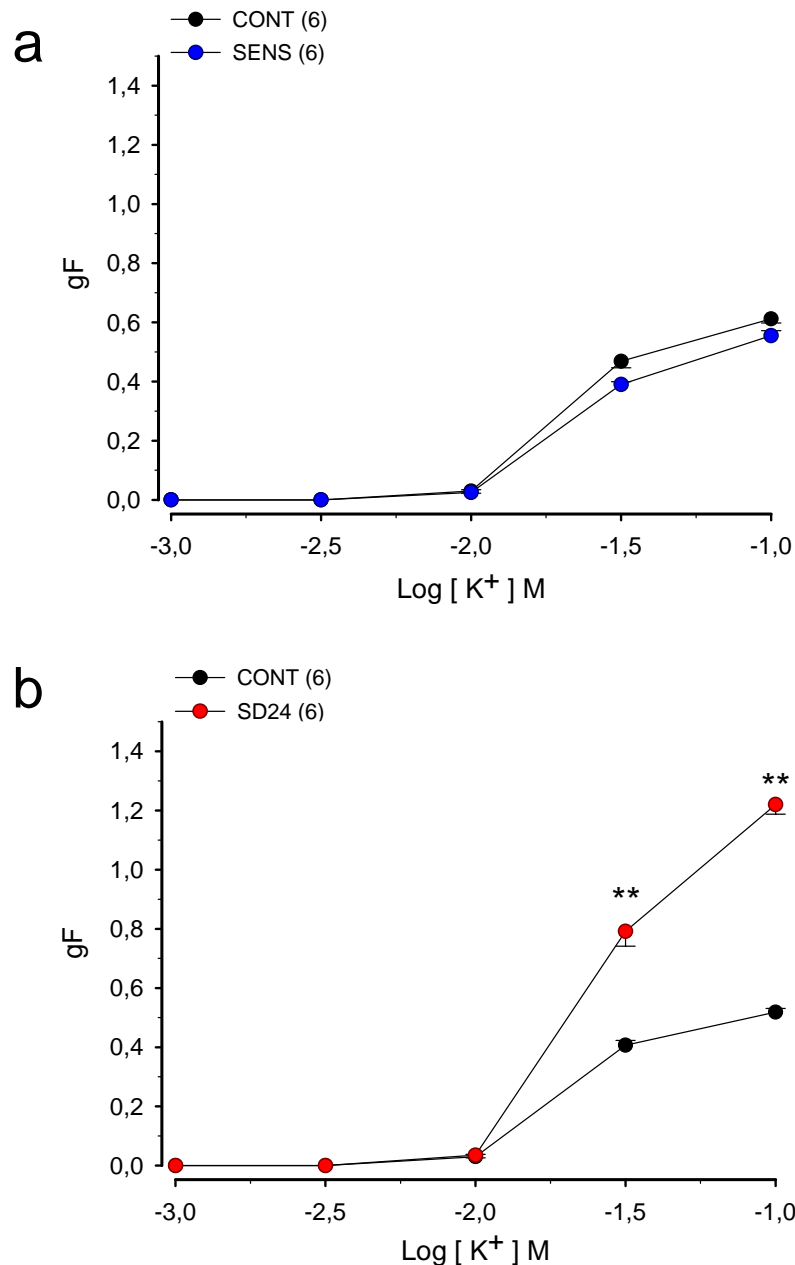 a
CONT (6)
SENS (6)
1,4
1,2
1,0
0,8
0,6
0,4
0,2
0,0
gF
-3,0 -2,5 -2,0 -1,5 -1,0
Log [ K+ ] M
b
CONT (6)
SD24 (6)
1,4
1,2
1,0
0,8
0,6
0,4
0,2
0,0
gF
**
**
-3,0 -2,5 -2,0 -1,5 -1,0
Log [ K+ ] M